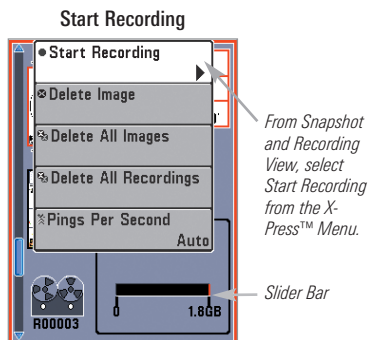 Start Recording
Start Recording
Delete Image
Delete All Images
Delete All Recordings
Pings Per Second
Auto
From Snapshot
and Recording
View, select
Start Recording
from the X-
Press™ Menu.
Slider Bar
0
1.8GB
R00003